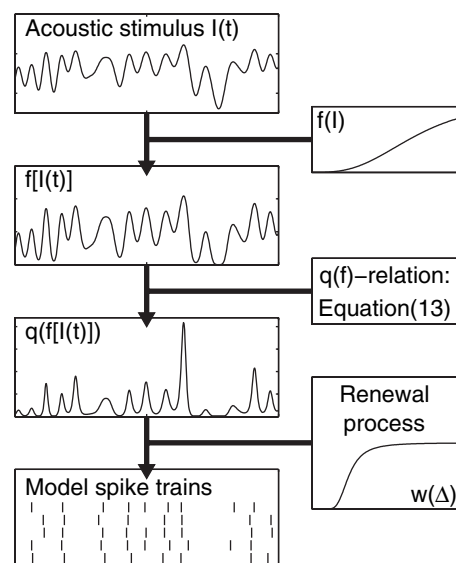 Acoustic stimulus I(t)
f(I)
f[I(t)]
q(f)−relation:
Equation(13)
q(f[I(t)])
Renewal
process
w(Δ)
Model spike trains